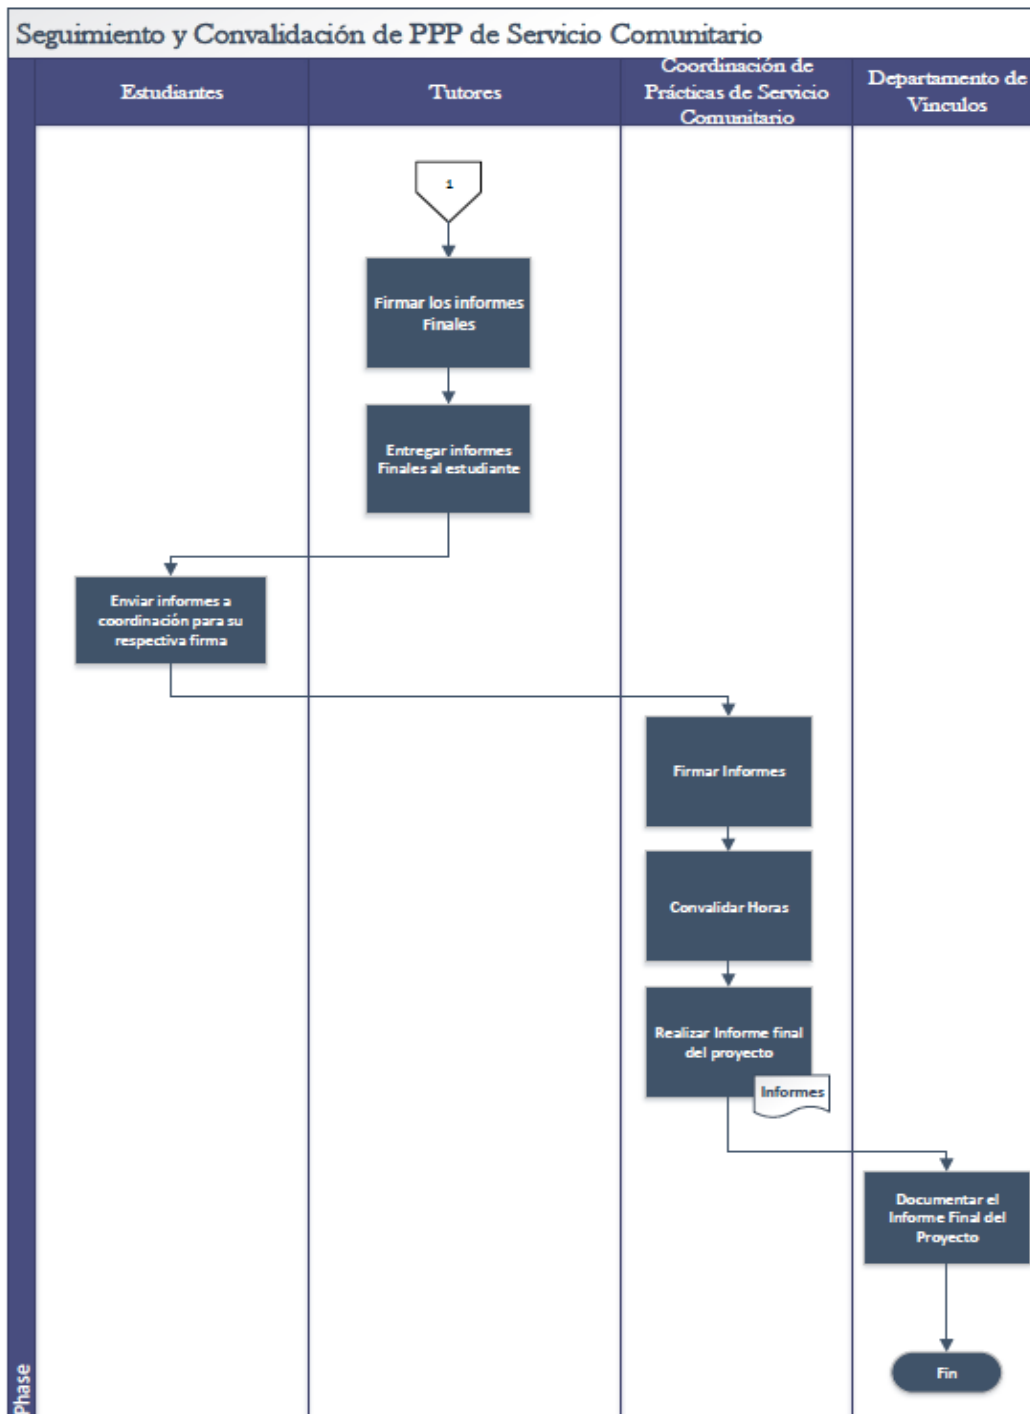 Seguimiento y Convalidación de PPP de Servicio Comunitario
Estudiantes
Tutores
Coordinación de
Prácticas de Servicio
Comunitario
Departamento de
Vinculos
1
Firmar los informes
Finales
Entregar informes
Finales al estudiante
Enviar informes a
coordinación para su
respectiva firma
Firmar Informes
Convalidar Horas
Realizar Informe final
del proyecto
Informes
Documentar el
Informe Final del
Proyecto
Fin
Phase